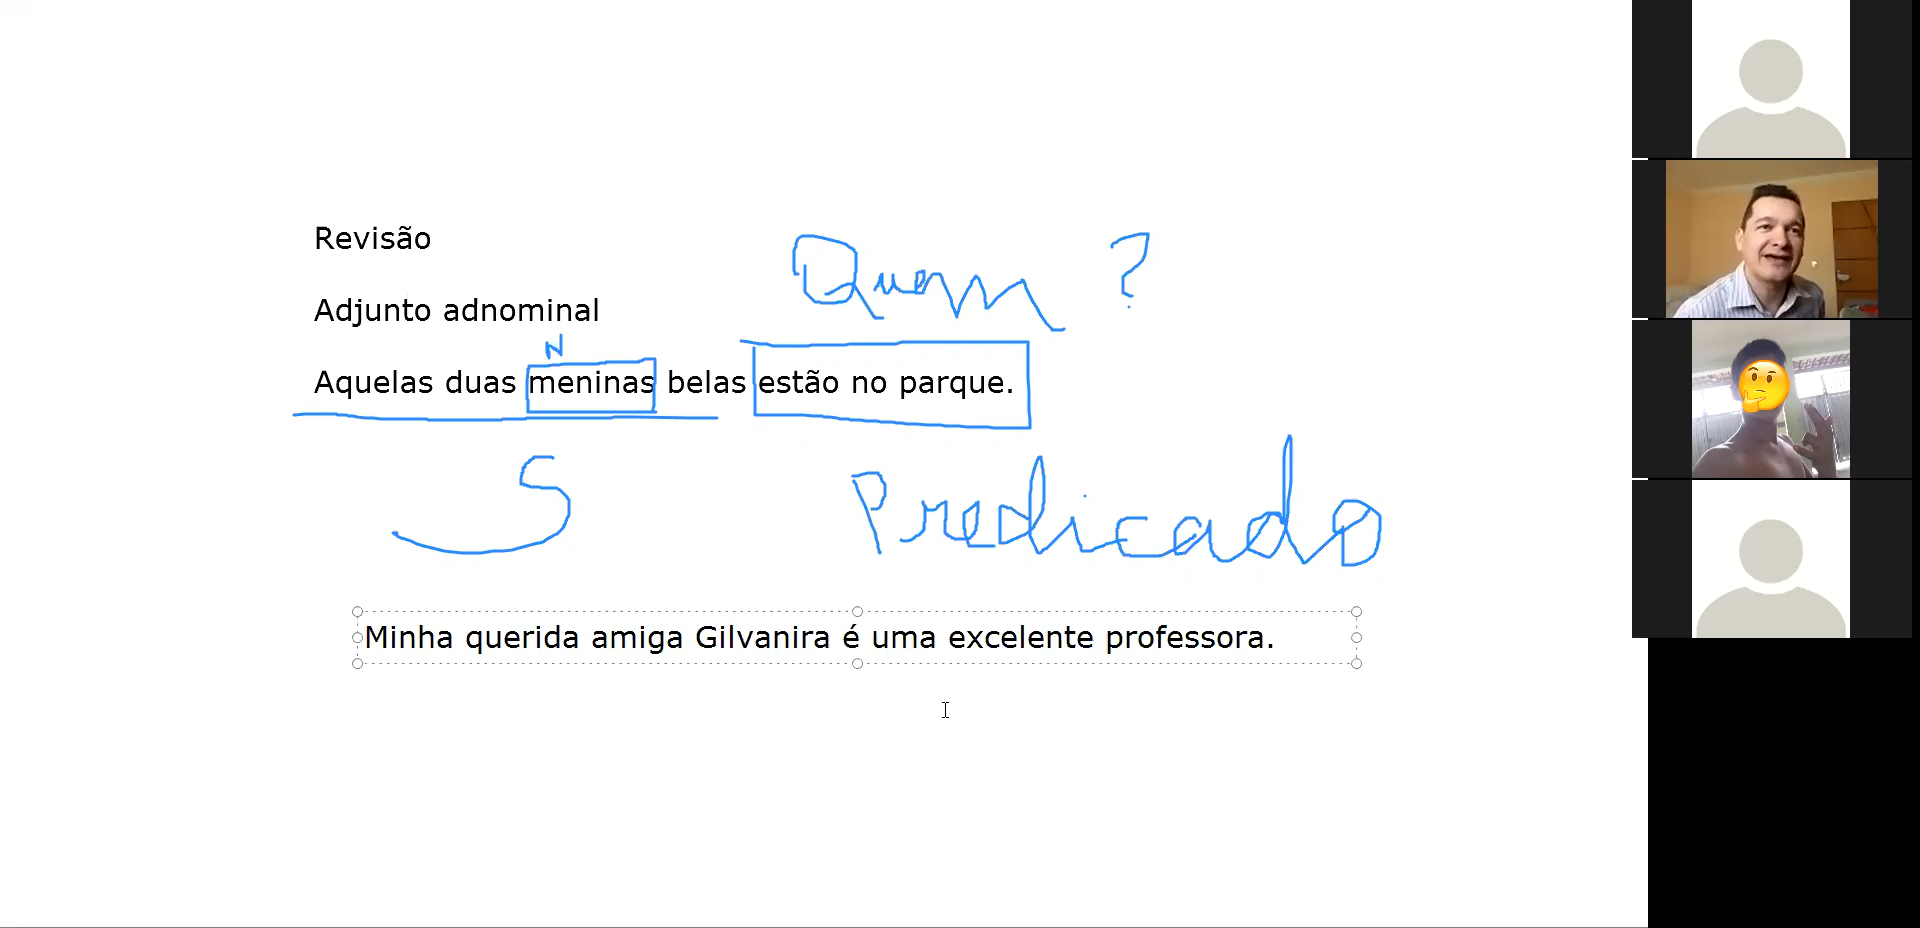 Revisão
Quem ?
Adjunto adnominal
N
Aquelas duas meninas belas estão no parque.
S
Predicado
Minha querida amiga Gilvanira é uma excelente professora.